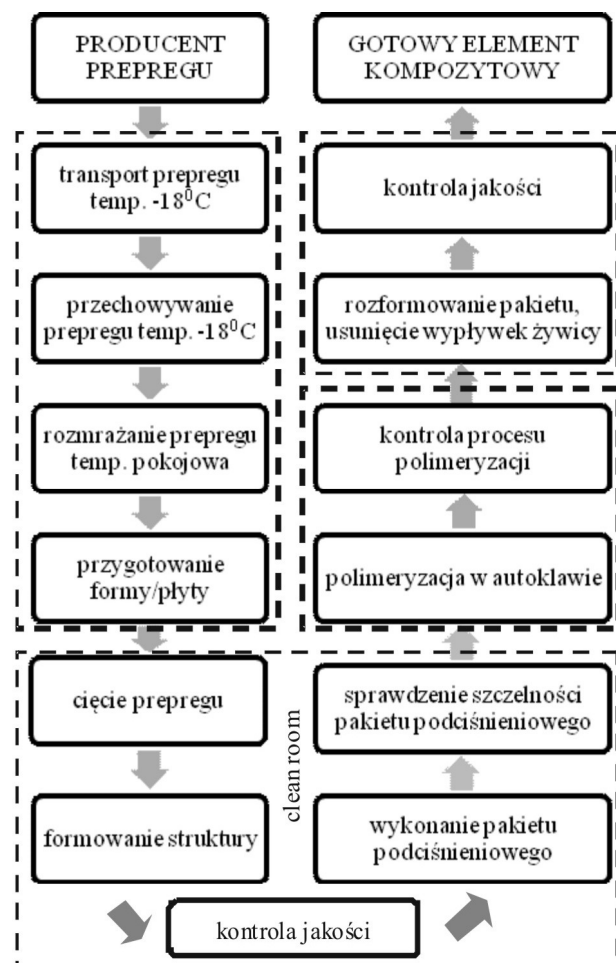 PRODUCENT
PREPREGU
transport prepregu
temp. -18⁰C
przechowywanie
prepregu temp. -18⁰C
rozmrażanie prepregu
temp. pokojowa
przygotowanie
formy/płyty
cięcie prepregu
formowanie struktury
kontrola jakości
clean room
wykonanie pakietu
podciśnieniowego
sprawdzenie szczelności
pakietu podciśnieniowego
polimeryzacja w autoklawie
kontrola procesu
polimeryzacji
rozformowanie pakietu,
usunięcie wypływek żywicy
kontrola jakości
GOTOWY ELEMENT
KOMPOZYTOWY